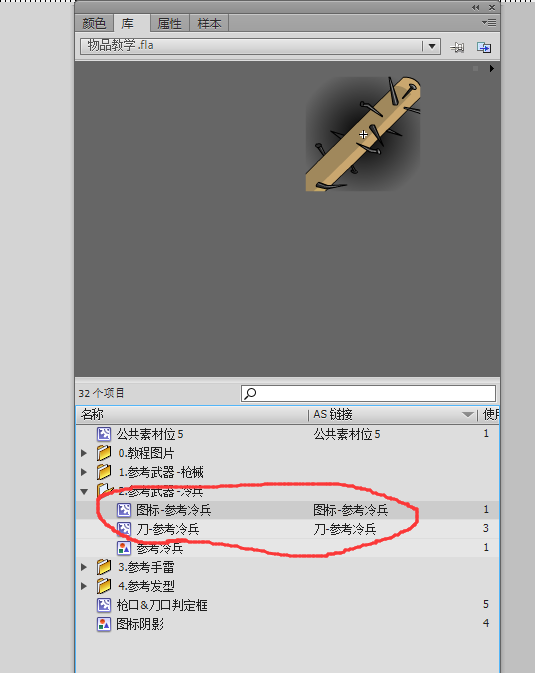 颜色 库 属性 样本
物品教学.fla
32 个项目
名称 AS 链接 使用
公共素材位 5 公共素材位 5 1
0.教程图片
1.参考武器-枪械
2.参考武器-冷兵
图标-参考冷兵 图标-参考冷兵 1
刀-参考冷兵 刀-参考冷兵 3
参考冷兵 1
3.参考手雷
4.参考发型
枪口&刀口判定框 5
图标阴影 4